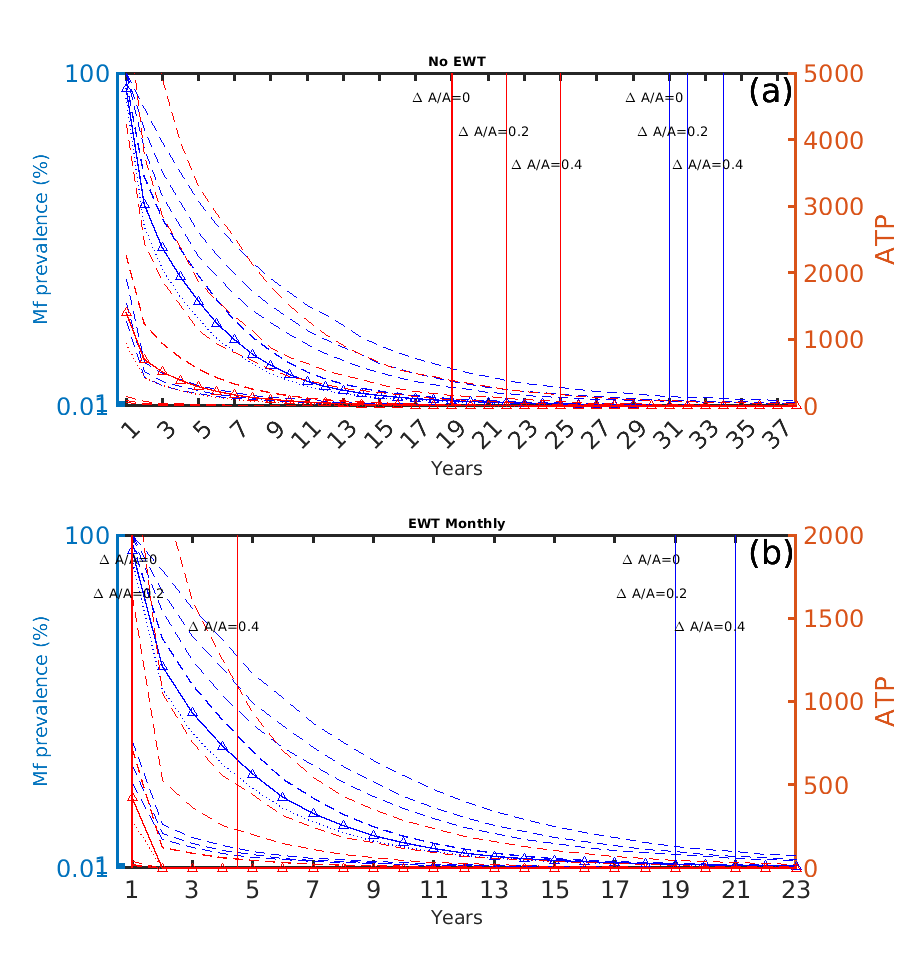 No EWT
(a)
100
5000
Δ A/A=0
Δ A/A=0
Δ A/A=0.2
Δ A/A=0.2
4000
Δ A/A=0.4
Δ A/A=0.4
3000
Mf prevalence (%)
ATP
2000
1000
0.01
0
1 3 5 7 9 11 13 15 17 19 21 23 25 27 29 31 33 35 37
Years
EWT Monthly
(b)
100
2000
Δ A/A=0
Δ A/A=0
Δ A/A=0.2
Δ A/A=0.2
1500
Δ A/A=0.4
Δ A/A=0.4
Mf prevalence (%)
ATP
1000
500
0.01
0
1 3 5 7 9 11 13 15 17 19 21 23
Years